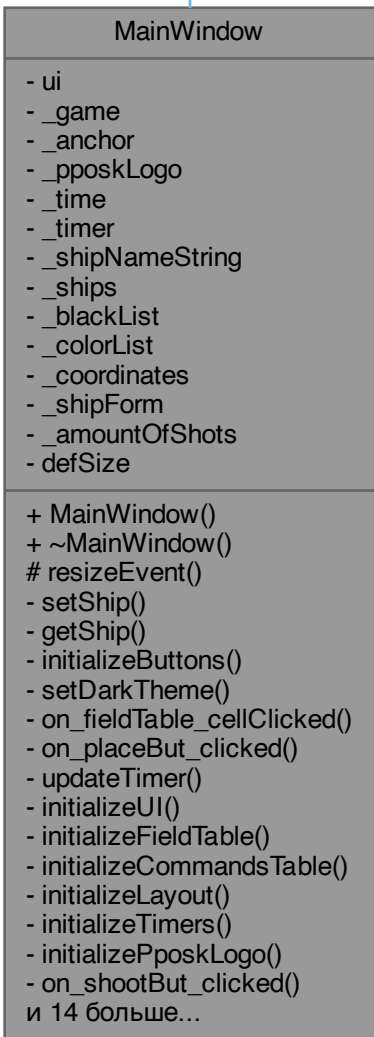 MainWindow
- ui
- _game
- _anchor
- _pposkLogo
- _time
- _timer
- _shipNameString
- _ships
- _blackList
- _colorList
- _coordinates
- _shipForm
- _amountOfShots
- defSize
+ MainWindow()
+ ~MainWindow()
# resizeEvent()
- setShip()
- getShip()
- initializeButtons()
- setDarkTheme()
- on_fieldTable_cellClicked()
- on_placeBut_clicked()
- updateTimer()
- initializeUI()
- initializeFieldTable()
- initializeCommandsTable()
- initializeLayout()
- initializeTimers()
- initializePposkLogo()
- on_shootBut_clicked()
и 14 больше...